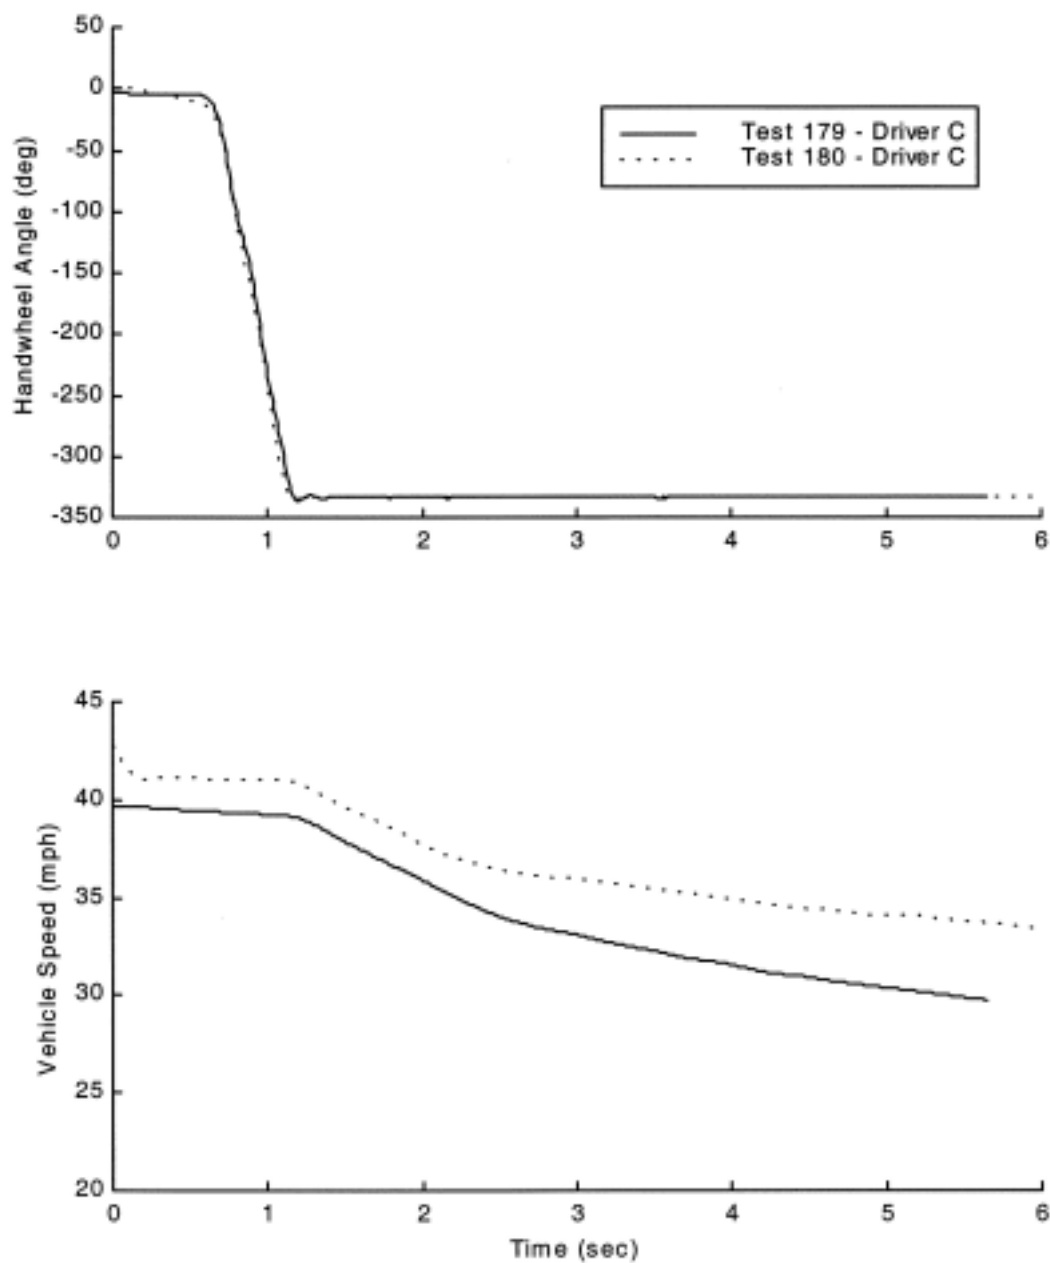 50
0
-50
-100
-150
-200
-250
-300
-350
Handwheel Angle (deg)
Test 179 - Driver C
Test 180 - Driver C
0 1 2 3 4 5 6
45
40
35
30
25
20
Vehicle Speed (mph)
0 1 2 3 4 5 6
Time (sec)